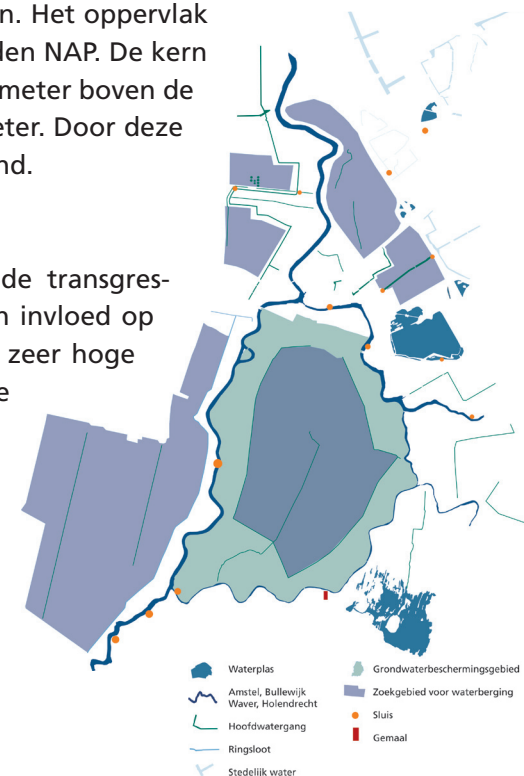 n. Het oppervlak
den NAP. De kern
meter boven de
eter. Door deze
nd.
de transgres-
n invloed op
zeer hoge
e
Waterplas
Amstel, Bullewijk
Waver, Holendrecht
Hoofdwatergang
Ringsloot
Stedelijk water
Grondwaterbeschermingsgebied
Zoekgebied voor waterberging
Sluis
Gemaal